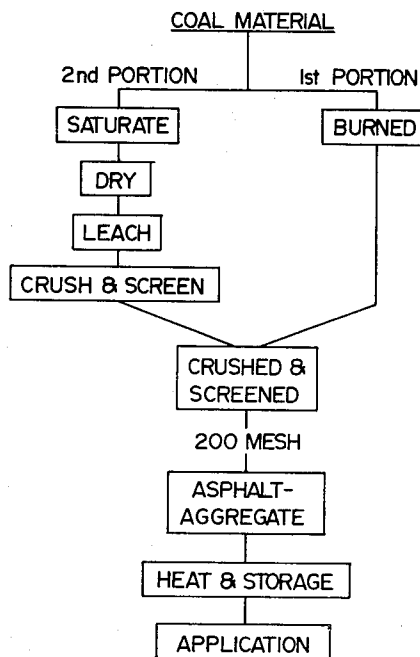 COAL MATERIAL
2nd PORTION
1st PORTION
SATURATE
BURNED
DRY
LEACH
CRUSH & SCREEN
CRUSHED &
SCREENED
200 MESH
ASPHALT-
AGGREGATE
HEAT & STORAGE
APPLICATION